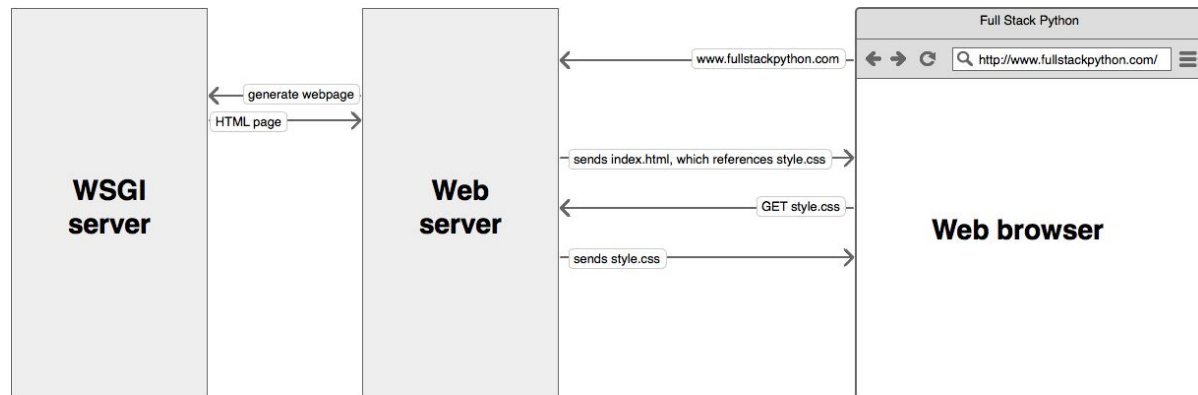 Full Stack Python
www.fullstackpython.com
http://www.fullstackpython.com/
generate webpage
HTML page
sends index.html, which references style.css
WSGI
server
Web
server
GET style.css
Web browser
sends style.css